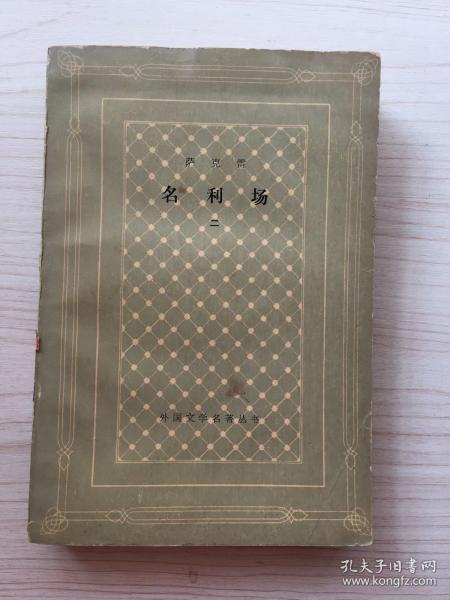 萨克雷
名利场
二
外国文学名著丛书
孔夫子旧书网
www.kongfz.com